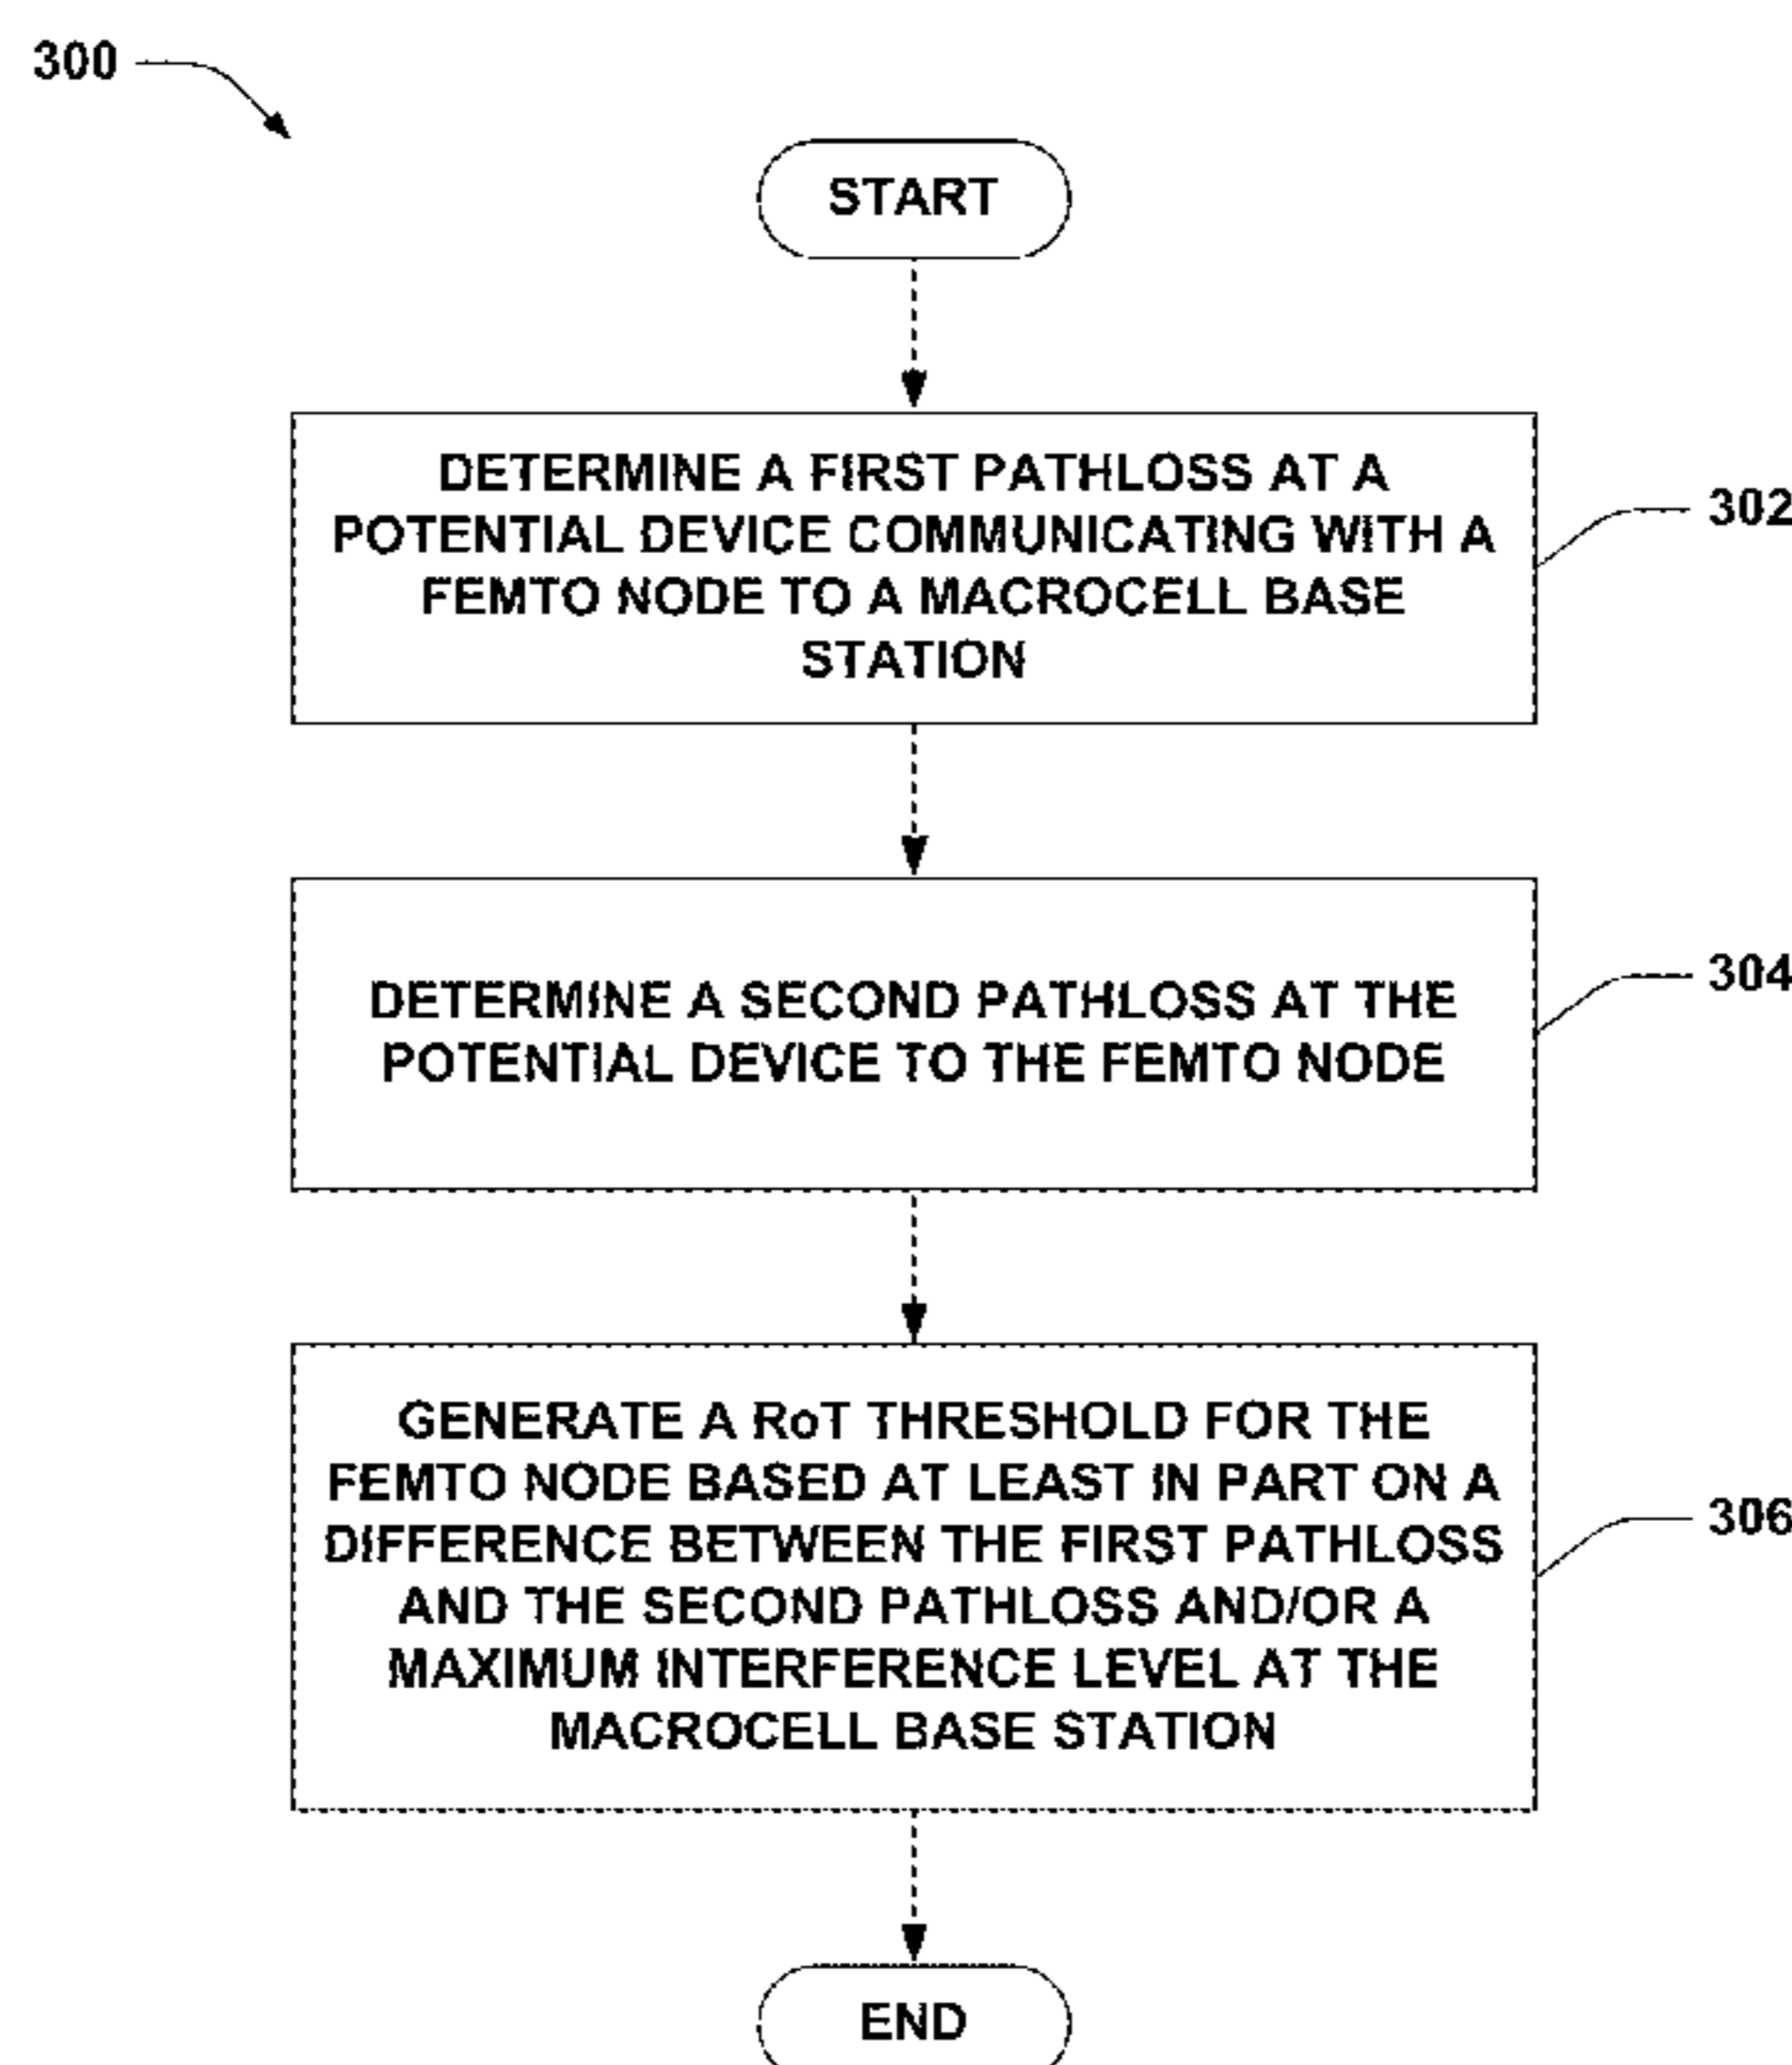 300
START
DETERMINE A FIRST PATHLOSS AT A
POTENTIAL DEVICE COMMUNICATING WITH A
FEMTO NODE TO A MACROCELL BASE
STATION
302
DETERMINE A SECOND PATHLOSS AT THE
POTENTIAL DEVICE TO THE FEMTO NODE
304
GENERATE A RoT THRESHOLD FOR THE
FEMTO NODE BASED AT LEAST IN PART ON A
DIFFERENCE BETWEEN THE FIRST PATHLOSS
AND THE SECOND PATHLOSS AND/OR A
MAXIMUM INTERFERENCE LEVEL AT THE
MACROCELL BASE STATION
306
END